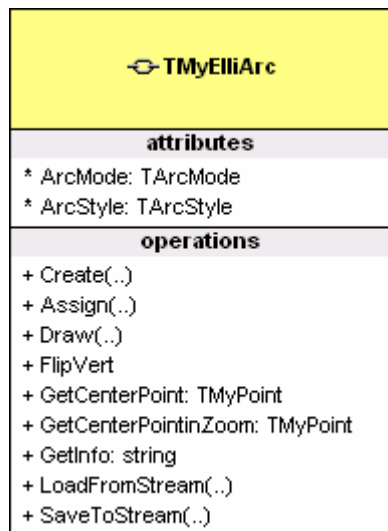 TMyElliArc
attributes
* ArcMode: TArcMode
* ArcStyle: TArcStyle
operations
+ Create(..)
+ Assign(..)
+ Draw(..)
+ FlipVert
+ GetCenterPoint: TMyPoint
+ GetCenterPointinZoom: TMyPoint
+ GetInfo: string
+ LoadFromStream(..)
+ SaveToStream(..)